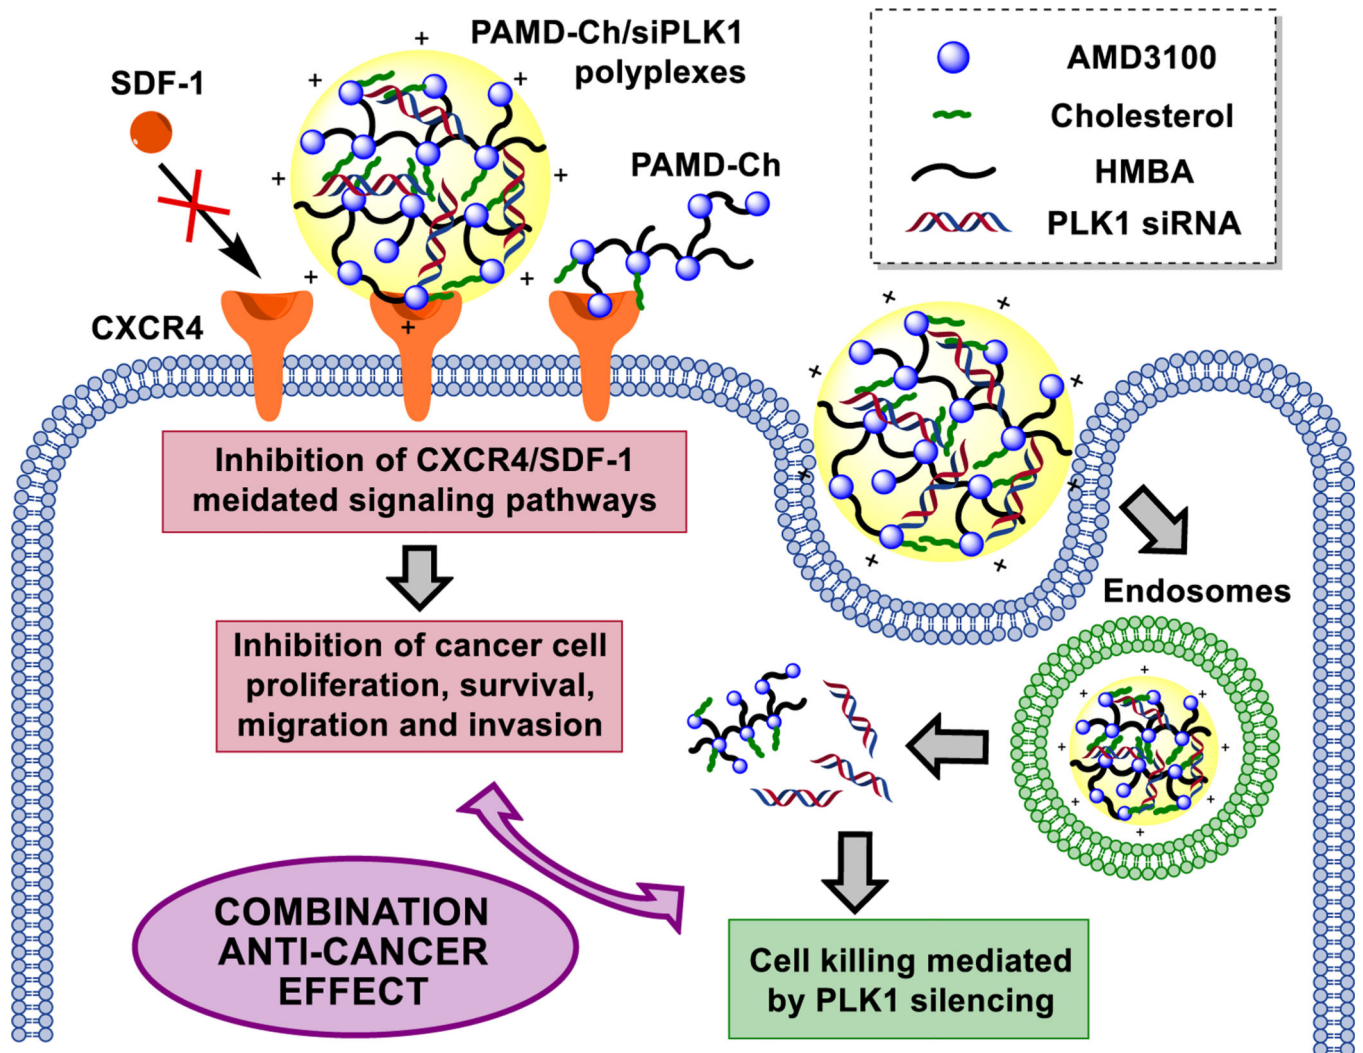 PAMD-Ch/siPLK1
polyplexes
SDF-1
PAMD-Ch
CXCR4
AMD3100
Cholesterol
HMBA
PLK1 siRNA
Inhibition of CXCR4/SDF-1
meidated signaling pathways
Inhibition of cancer cell
proliferation, survival,
migration and invasion
Endosomes
COMBINATION
ANTI-CANCER
EFFECT
Cell killing mediated
by PLK1 silencing